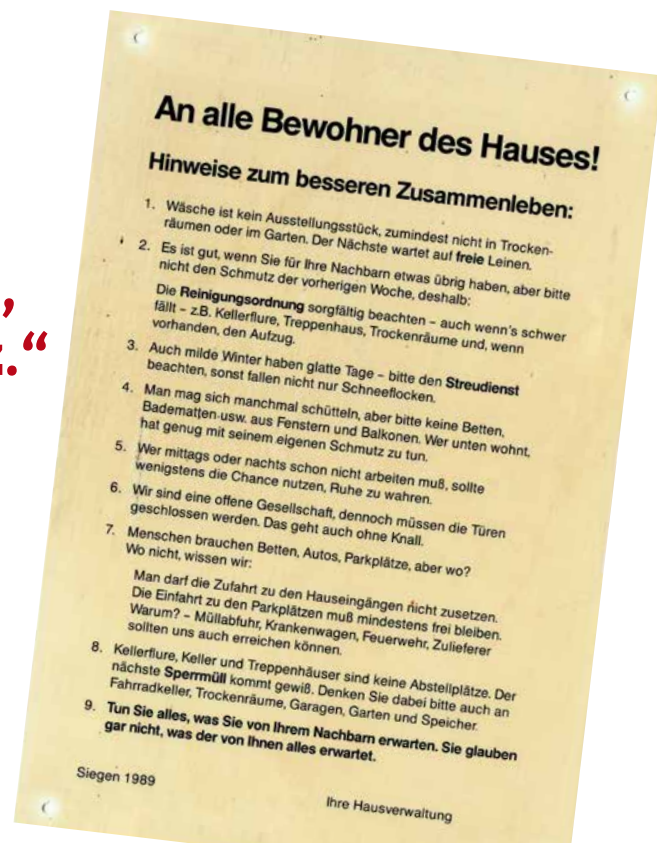 An alle Bewohner des Hauses!
Hinweise zum besseren Zusammenleben:
1. Wäsche ist kein Ausstellungsstück, zumindest nicht in Trocken-
räumen oder im Garten. Der Nächste wartet auf freie Leinen.
2. Es ist gut, wenn Sie für Ihre Nachbarn etwas übrig haben, aber bitte
nicht den Schmutz der vorherigen Woche, deshalb:
Die Reinigungsordnung sorgfältig beachten – auch wenn's schwer
fällt – z.B. Kellerflure, Treppenhaus, Trockenräume und, wenn
vorhanden, den Aufzug.
3. Auch milde Winter haben glatte Tage – bitte den Streudienst
beachten, sonst fallen nicht nur Schneeflocken.
4. Man mag sich manchmal schütteln, aber bitte keine Betten,
Badematten usw. aus Fenstern und Balkonen. Wer unten wohnt,
hat genug mit seinem eigenen Schmutz zu tun.
5. Wer mittags oder nachts schon nicht arbeiten muß, sollte
wenigstens die Chance nutzen, Ruhe zu wahren.
6. Wir sind eine offene Gesellschaft, dennoch müssen die Türen
geschlossen werden. Das geht auch ohne Knall.
7. Menschen brauchen Betten, Autos, Parkplätze, aber wo?
Wo nicht, wissen wir:
Man darf die Zufahrt zu den Hauseingängen nicht zusetzen.
Die Einfahrt zu den Parkplätzen muß mindestens frei bleiben.
Warum? – Müllabfuhr, Krankenwagen, Feuerwehr, Zulieferer
sollten uns auch erreichen können.
8. Kellerflure, Keller und Treppenhäuser sind keine Abstellplätze. Der
nächste Sperrmüll kommt gewiß. Denken Sie dabei bitte auch an
Fahrradkeller, Trockenräume, Garagen, Garten und Speicher.
9. Tun Sie alles, was Sie von Ihrem Nachbarn erwarten. Sie glauben
gar nicht, was der von Ihnen alles erwartet.
Siegen 1989
Ihre Hausverwaltung